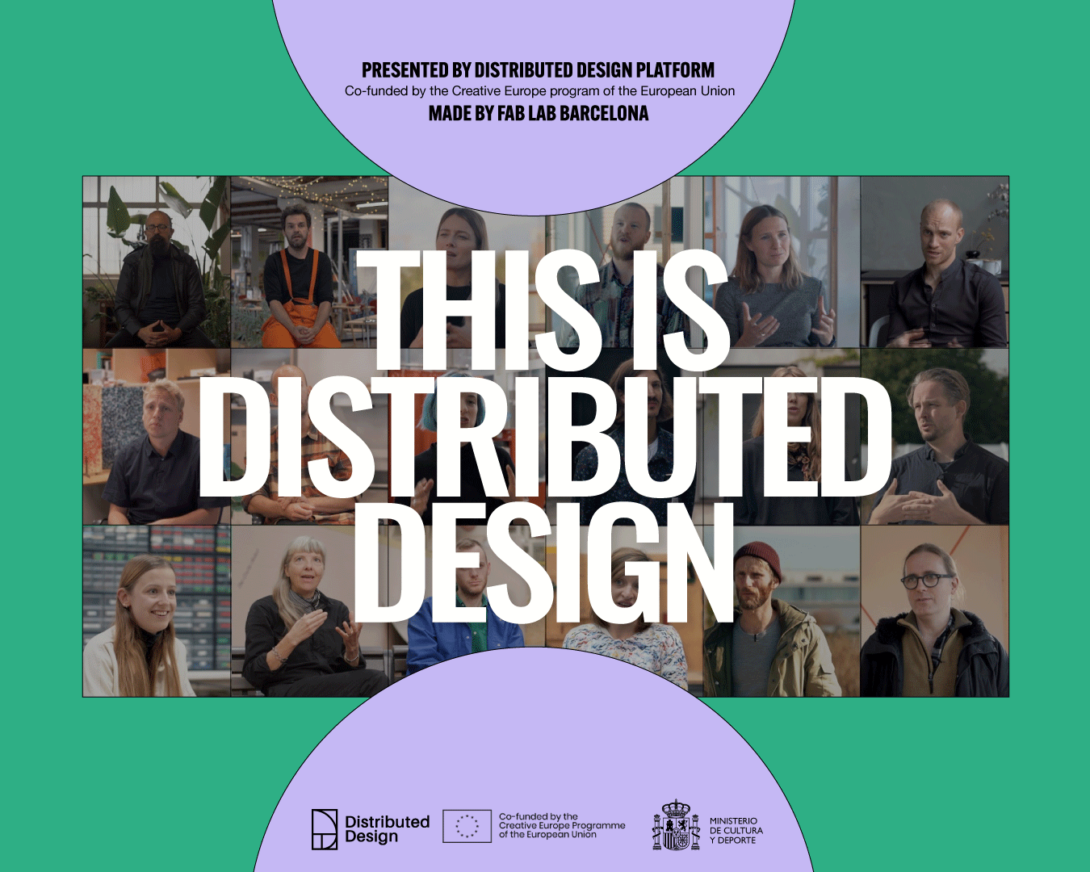 PRESENTED BY DISTRIBUTED DESIGN PLATFORM
Co-funded by the Creative Europe program of the European Union
MADE BY FAB LAB BARCELONA
THIS IS
DISTRIBUTED
DESIGN
Distributed
Design
Co-funded by the
Creative Europe Programme
of the European Union
MINISTERIO
DE CULTURA
Y DEPORTE